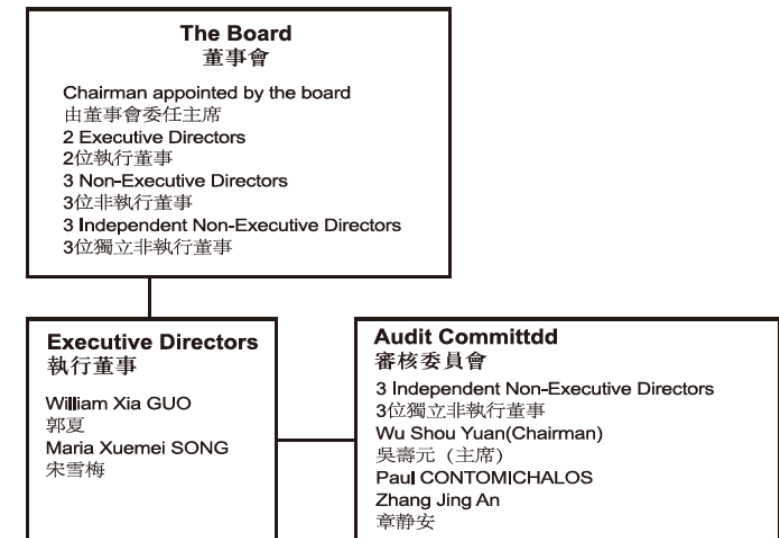 The Board
董事會
Chairman appointed by the board
由董事會委任主席
2 Executive Directors
2位執行董事
3 Non-Executive Directors
3位非執行董事
3 Independent Non-Executive Directors
3位獨立非執行董事
Executive Directors
執行董事
William Xia GUO
郭夏
Maria Xuemei SONG
宋雪梅
Audit Committdd
審核委員會
3 Independent Non-Executive Directors
3位獨立非執行董事
Wu Shou Yuan(Chairman)
吳壽元（主席）
Paul CONTOMICHALOS
Zhang Jing An
章静安